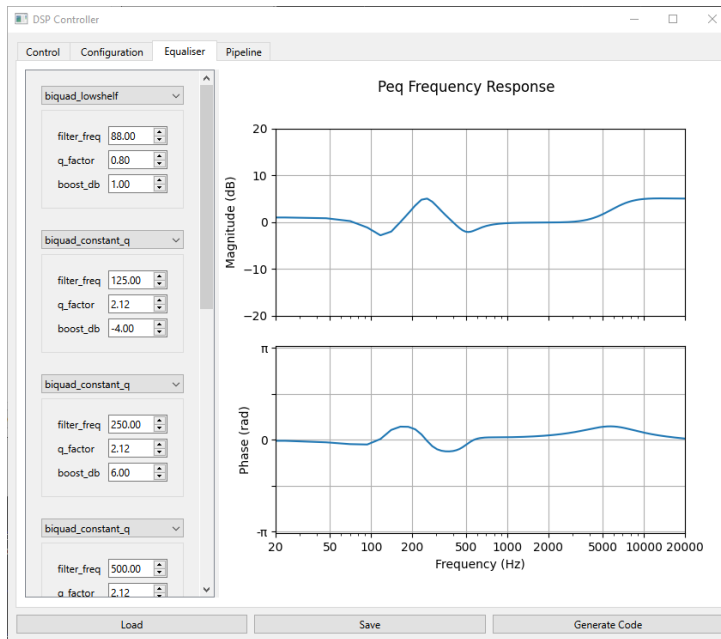 DSP Controller
Control Configuration Equaliser Pipeline
biquad_lowshelf
filter_freq 88.00
q_factor 0.80
boost_db 1.00
biquad_constant_q
filter_freq 125.00
q_factor 2.12
boost_db -4.00
biquad_constant_q
filter_freq 250.00
q_factor 2.12
boost_db 6.00
biquad_constant_q
filter_freq 500.00
q_factor 2.12
Peq Frequency Response
Magnitude (dB)
20
10
0
−10
−20
Phase (rad)
π
0
-π
20 50 100 200 500 1000 2000 5000 10000 20000
Frequency (Hz)
Load Save Generate Code